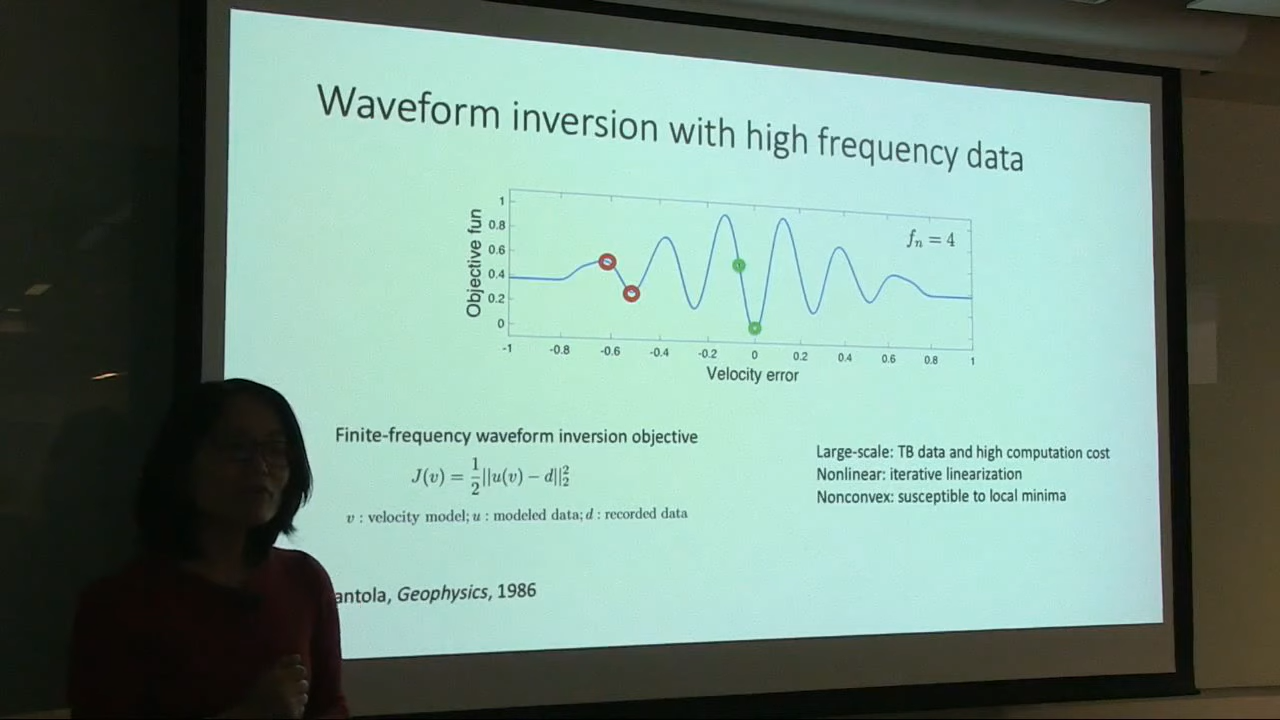 Waveform inversion with high frequency data
Objective fun
1
0.8
0.6
0.4
0.2
0
fₙ = 4
-1 -0.8 -0.6 -0.4 -0.2 0 0.2 0.4 0.6 0.8 1
Velocity error
Finite-frequency waveform inversion objective
J(v) = 1/2||u(v) − d||₂²
v : velocity model; u : modeled data; d : recorded data
Large-scale: TB data and high computation cost
Nonlinear: iterative linearization
Nonconvex: susceptible to local minima
antola, Geophysics, 1986